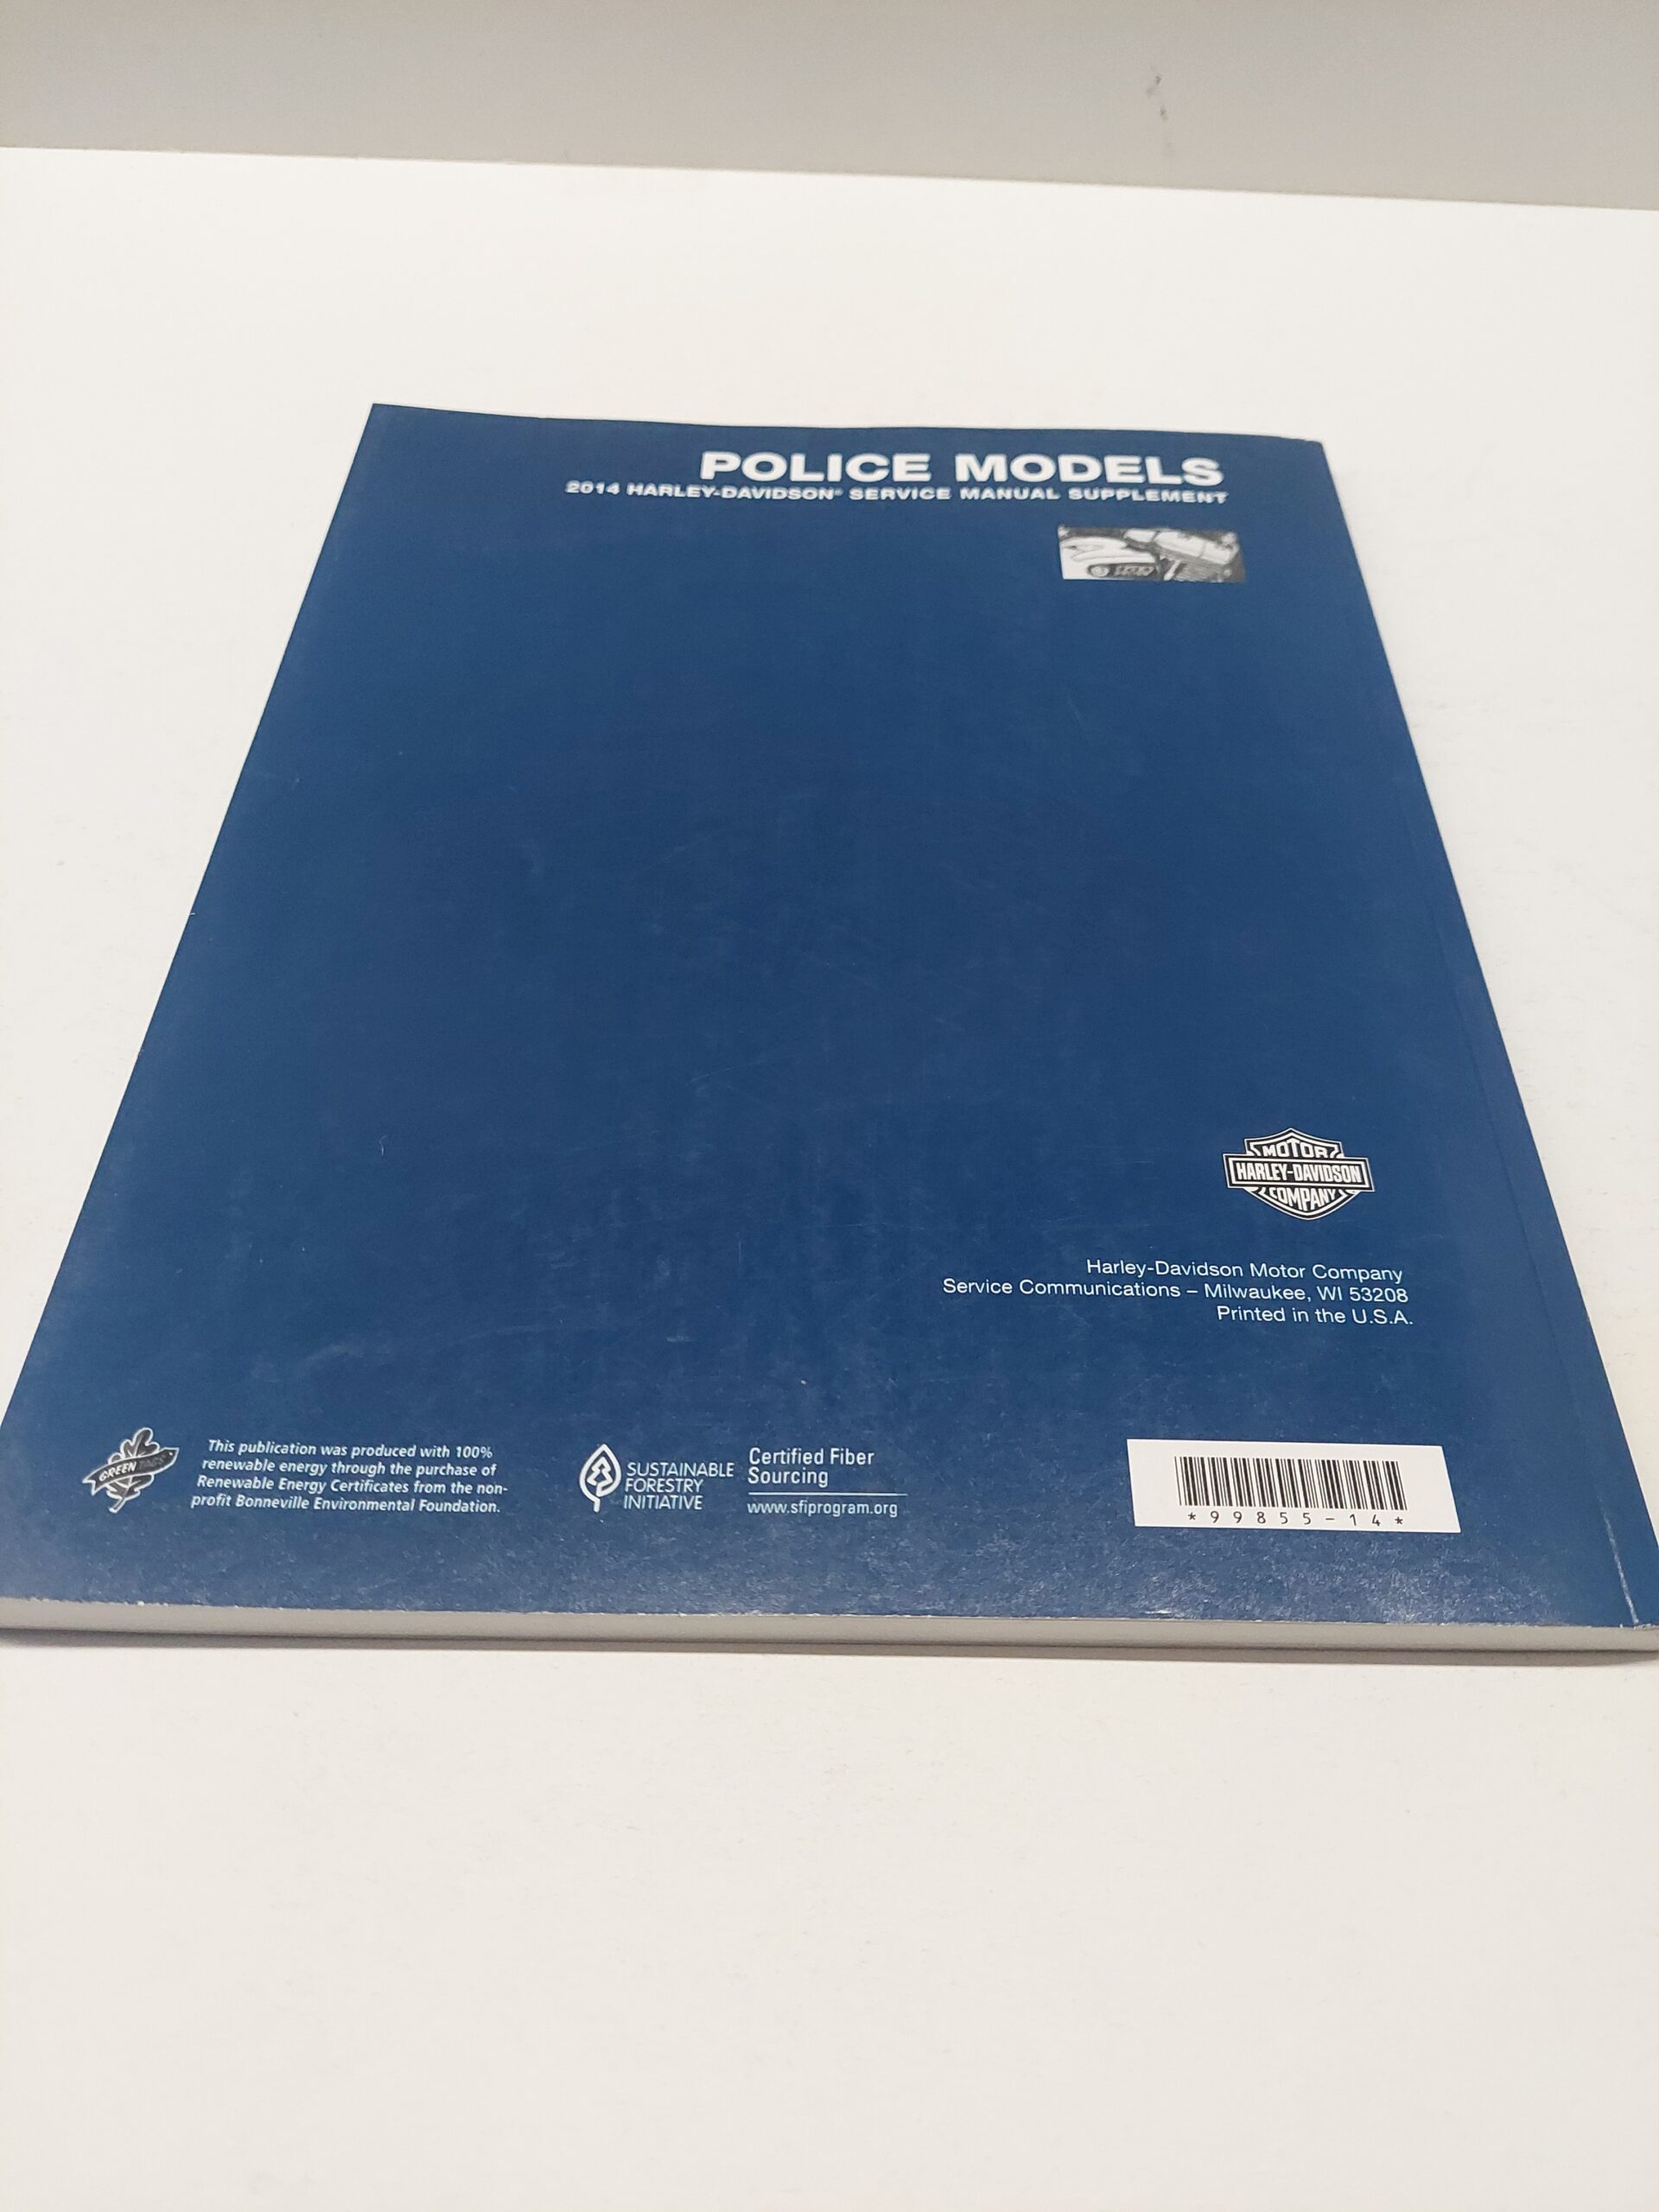 POLICE MODELS
2014 HARLEY-DAVIDSON® SERVICE MANUAL SUPPLEMENT
MOTOR
HARLEY-DAVIDSON
COMPANY
Harley-Davidson Motor Company
Service Communications – Milwaukee, WI 53208
Printed in the U.S.A.
GREEN TAGS
This publication was produced with 100%
renewable energy through the purchase of
Renewable Energy Certificates from the non-
profit Bonneville Environmental Foundation.
SUSTAINABLE
FORESTRY
INITIATIVE
Certified Fiber
Sourcing
www.sfiprogram.org
*99855-14*